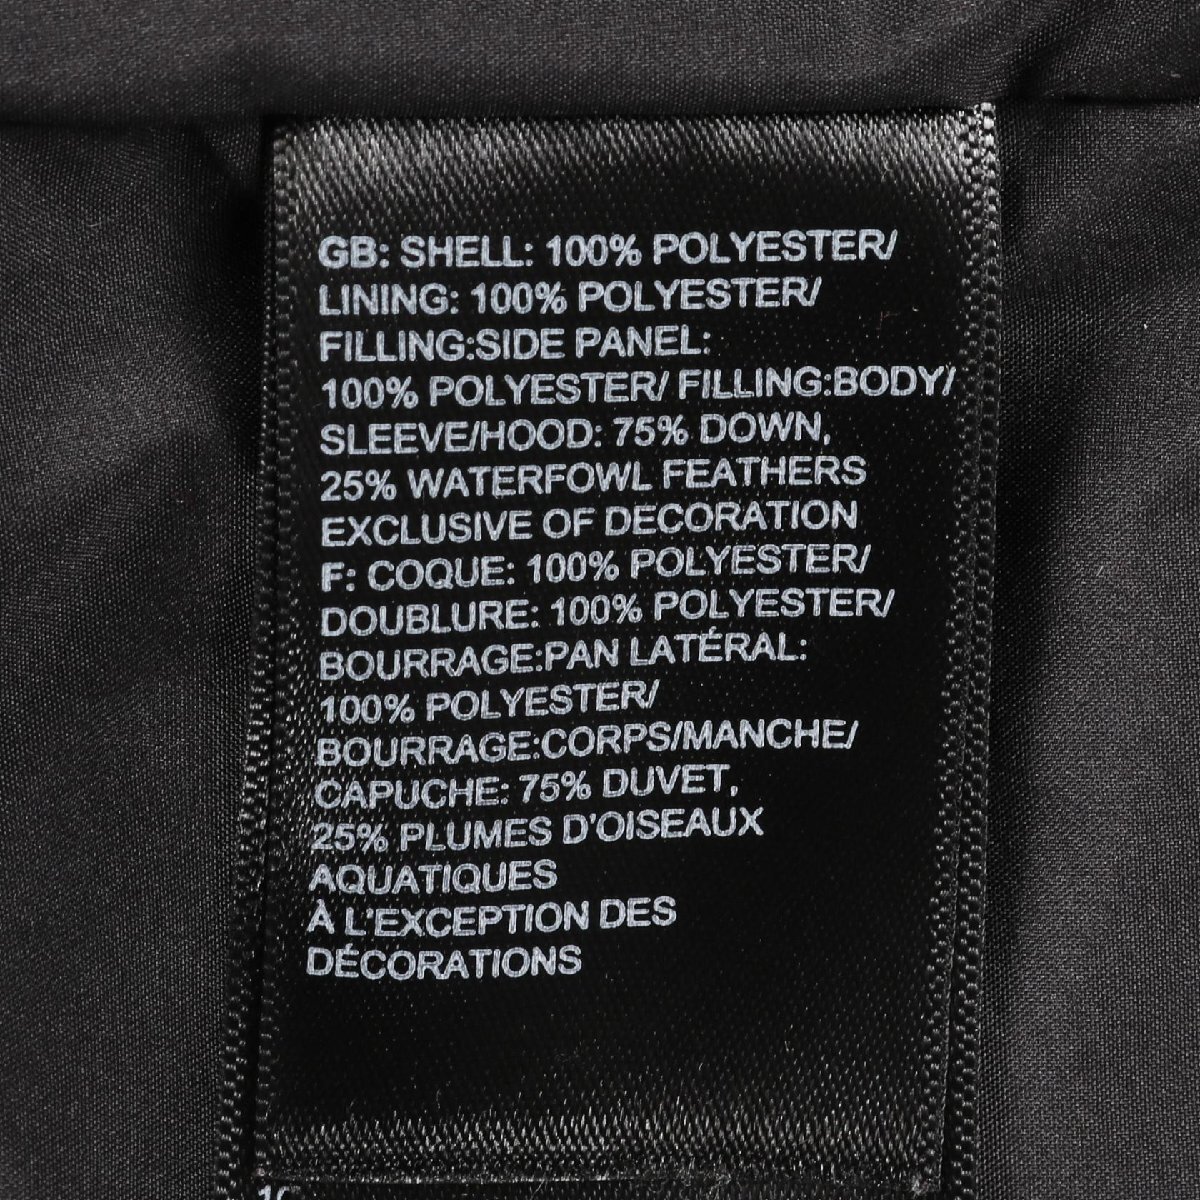 GB: SHELL: 100% POLYESTER/
LINING: 100% POLYESTER/
FILLING:SIDE PANEL:
100% POLYESTER/ FILLING:BODY/
SLEEVE/HOOD: 75% DOWN,
25% WATERFOWL FEATHERS
EXCLUSIVE OF DECORATION
F: COQUE: 100% POLYESTER/
DOUBLURE: 100% POLYESTER/
BOURRAGE:PAN LATÉRAL:
100% POLYESTER/
BOURRAGE:CORPS/MANCHE/
CAPUCHE: 75% DUVET,
25% PLUMES D'OISEAUX
AQUATIQUES
À L'EXCEPTION DES
DÉCORATIONS